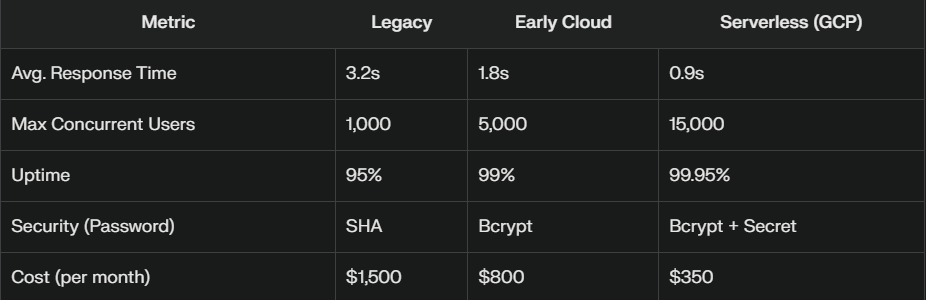 Metric Legacy Early Cloud Serverless (GCP)
Avg. Response Time 3.2s 1.8s 0.9s
Max Concurrent Users 1,000 5,000 15,000
Uptime 95% 99% 99.95%
Security (Password) SHA Bcrypt Bcrypt + Secret
Cost (per month) $1,500 $800 $350